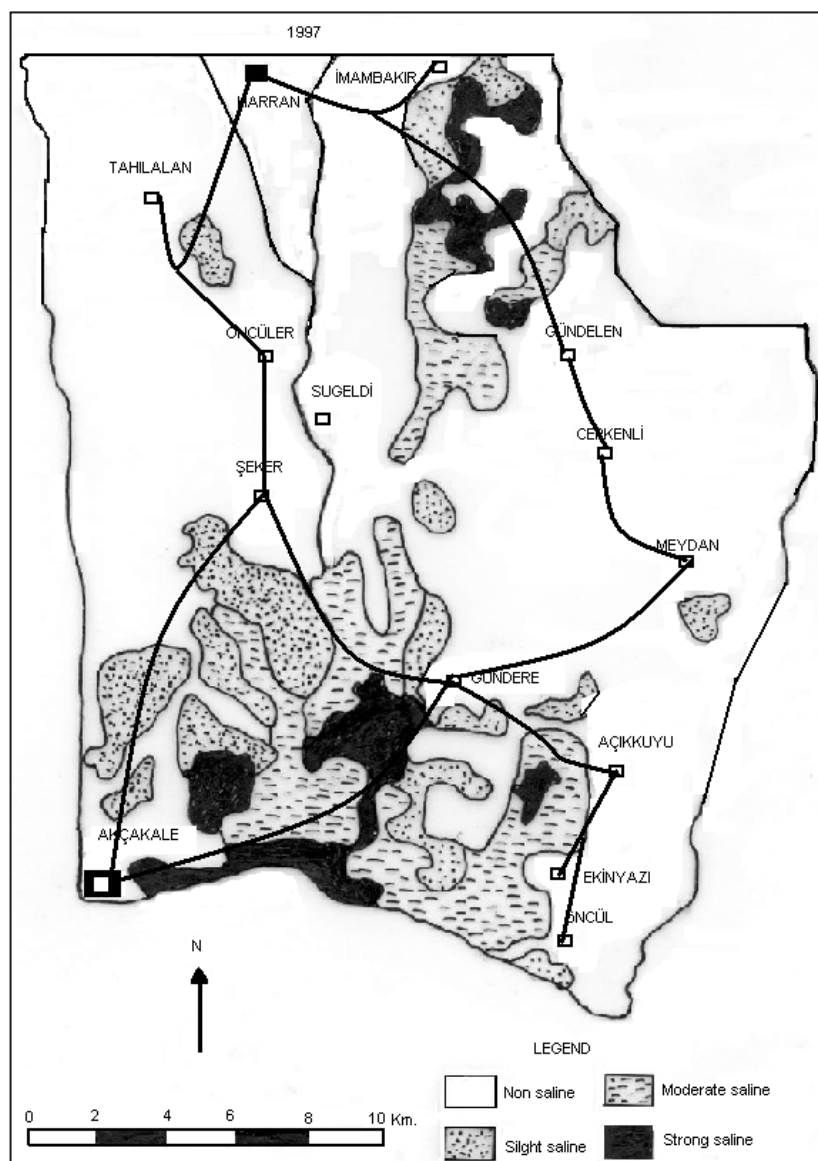 1997
İMAMBAKIR
HARRAN
TAHILALAN
ÖNCÜLER
GÜNDELEN
SUGELDİ
CEPKENLİ
ŞEKER
MEYDAN
GÜNDERE
AÇIKKUYU
AKÇAKALE
EKİNYAZI
ÖNCÜL
N
LEGEND
Non saline
Moderate saline
0 2 4 6 8 10 Km.
Silght saline
Strong saline